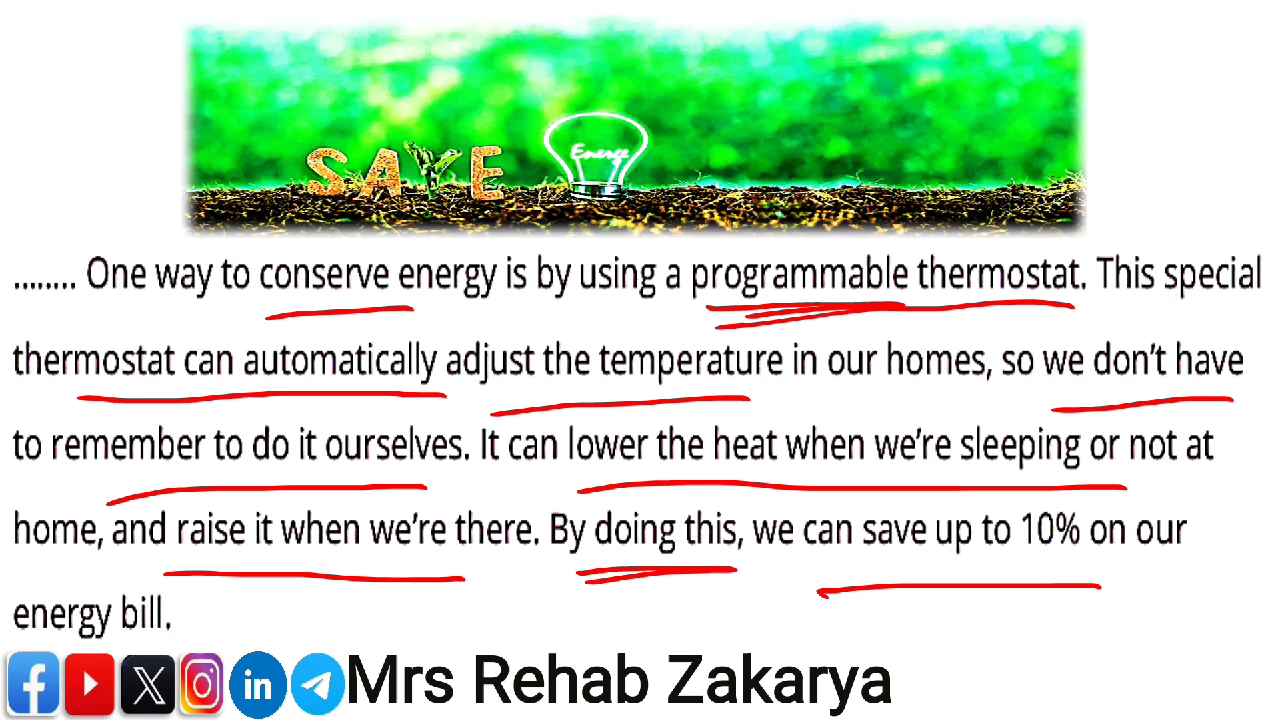 SAVE
Energy
........ One way to conserve energy is by using a programmable thermostat. This special
thermostat can automatically adjust the temperature in our homes, so we don't have
to remember to do it ourselves. It can lower the heat when we're sleeping or not at
home, and raise it when we're there. By doing this, we can save up to 10% on our
energy bill.
Mrs Rehab Zakarya